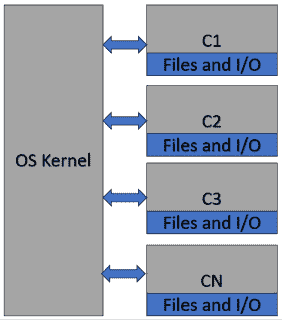 C1
Files and I/O
C2
Files and I/O
OS Kernel
C3
Files and I/O
CN
Files and I/O